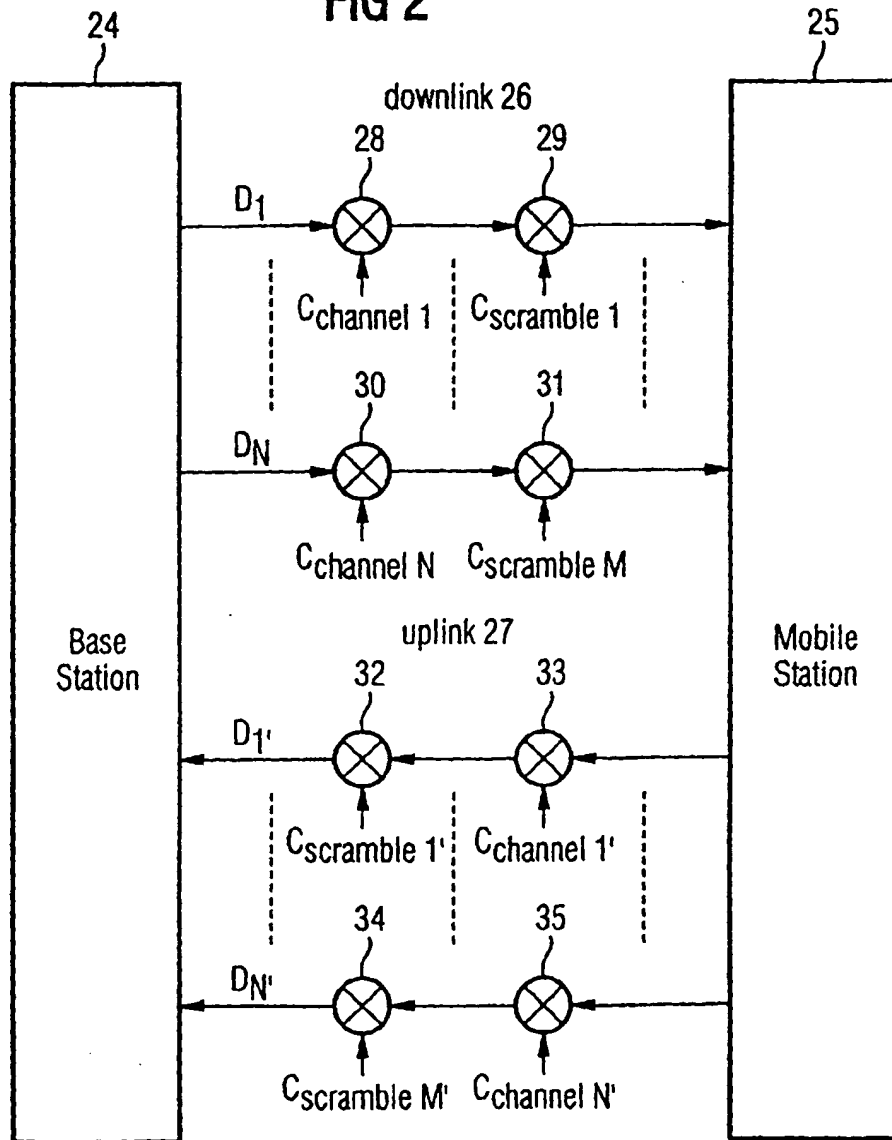 FIG 2
24
25
downlink 26
28
29
D1
Cchannel 1
Cscramble 1
30
31
DN
Cchannel N
Cscramble M
Base
Station
uplink 27
Mobile
Station
32
33
D1'
Cscramble 1'
Cchannel 1'
34
35
DN'
Cscramble M'
Cchannel N'